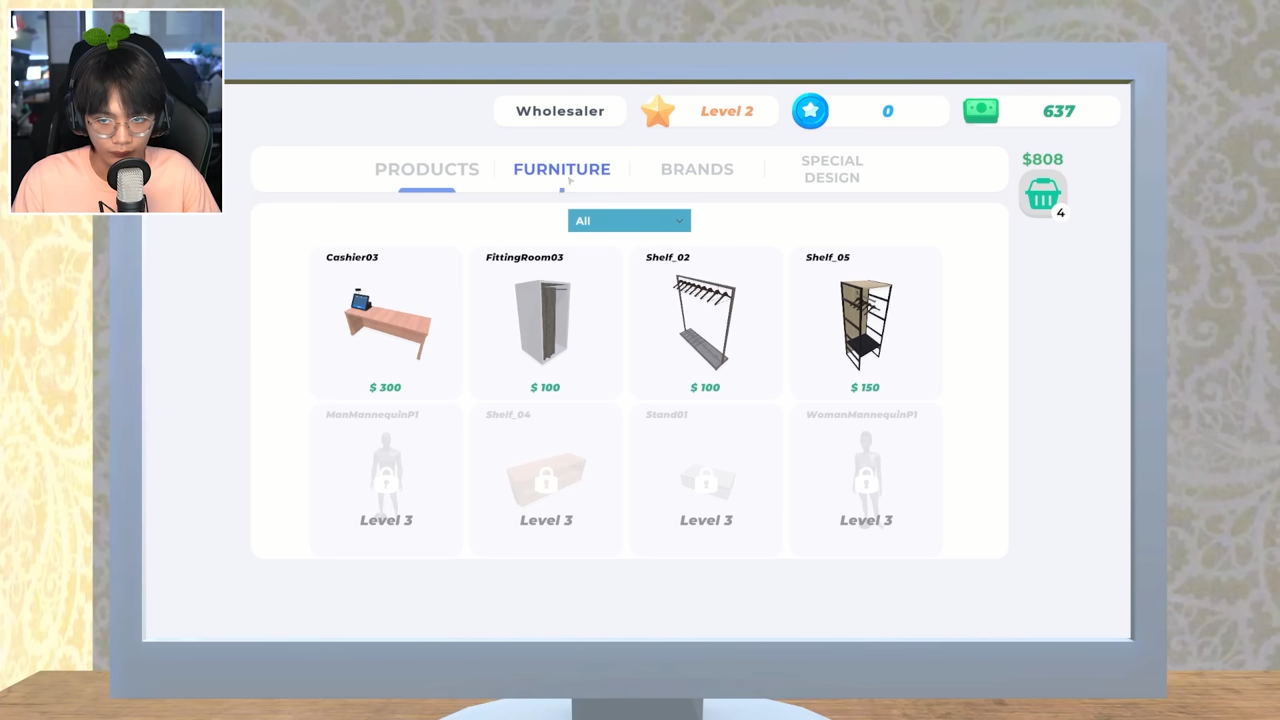 Wholesaler
Level 2
0
637
PRODUCTS
FURNITURE
BRANDS
SPECIAL
DESIGN
$808
4
All
Cashier03
FittingRoom03
Shelf_02
Shelf_05
$ 300
$ 100
$ 100
$ 150
ManMannequinP1
Shelf_04
Stand01
WomanMannequinP1
Level 3
Level 3
Level 3
Level 3